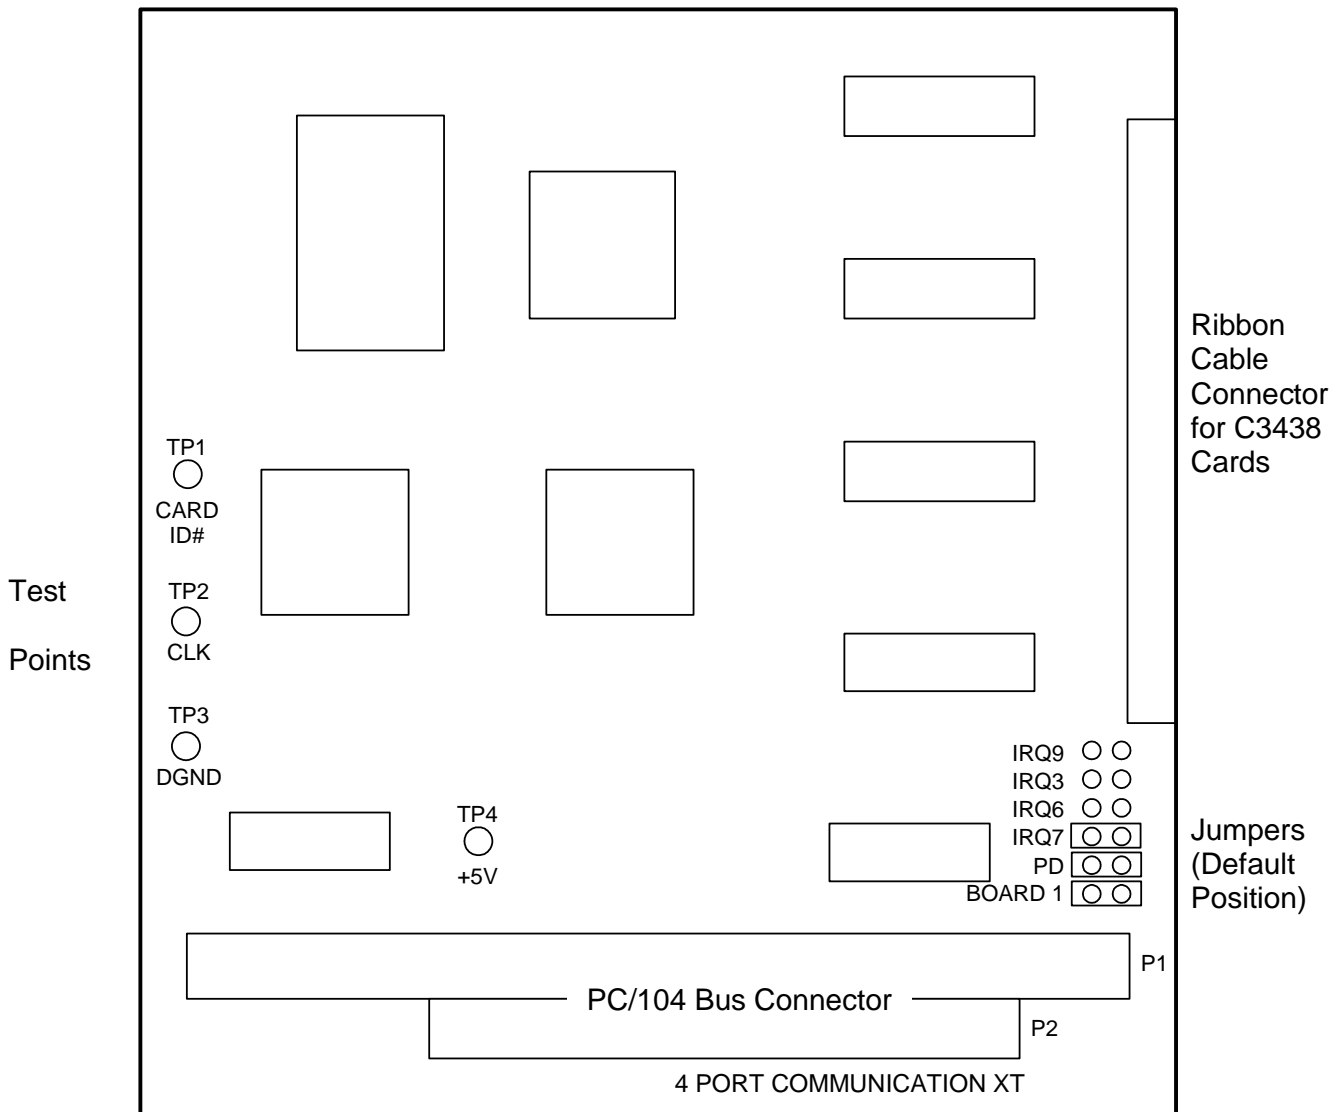 Ribbon
Cable
Connector
for C3438
Cards
TP1
CARD
ID#
Test
Points
TP2
CLK
TP3
DGND
TP4
+5V
IRQ9
IRQ3
IRQ6
IRQ7
PD
BOARD 1
Jumpers
(Default
Position)
P1
PC/104 Bus Connector
P2
4 PORT COMMUNICATION XT